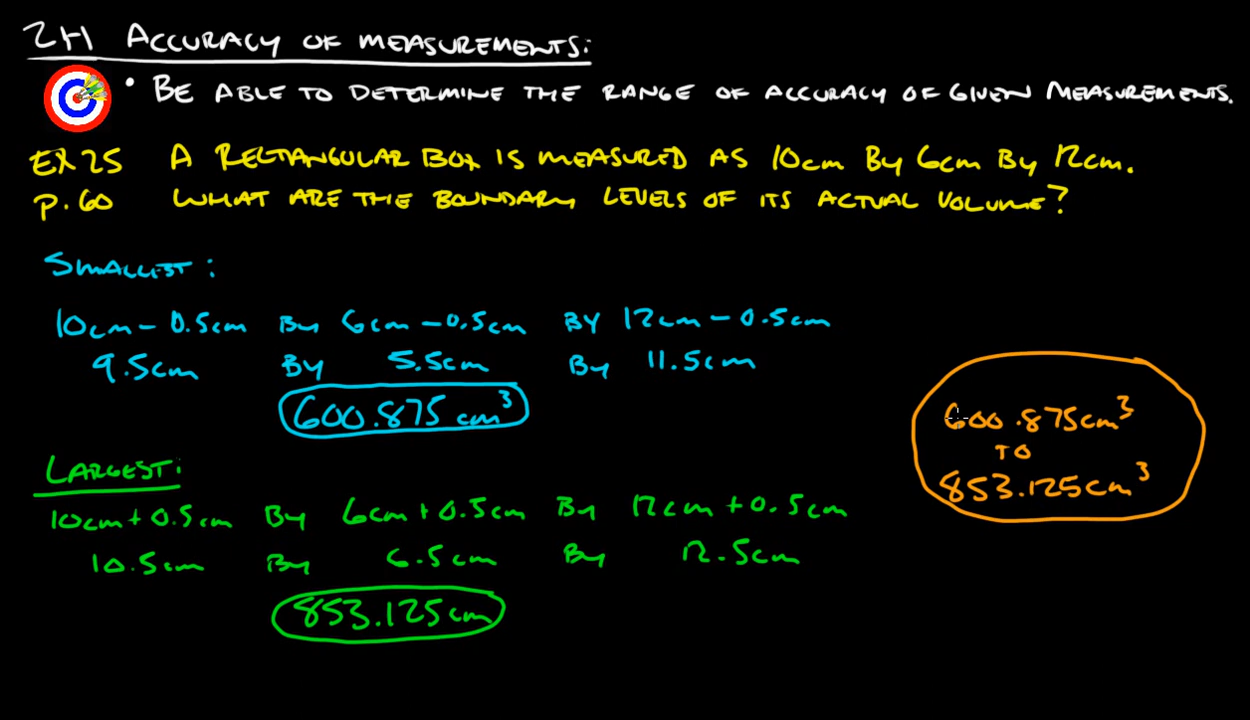 2H ACCURACY OF MEASUREMENTS:
• BE ABLE TO DETERMINE THE RANGE OF ACCURACY OF GIVEN MEASUREMENTS.
EX 25 A RECTANGULAR BOX IS MEASURED AS 10cm By 6cm By 12cm.
P. 60 WHAT ARE THE BOUNDARY LEVELS OF ITS ACTUAL VOLUME?
SMALLEST:
10cm - 0.5cm By 6cm - 0.5cm BY 12cm - 0.5cm
9.5cm BY 5.5cm By 11.5cm
600.875 cm³
LARGEST:
10cm + 0.5cm By 6cm + 0.5cm By 12cm + 0.5cm
10.5cm By 6.5cm By 12.5cm
853.125cm
600.875cm³
TO
853.125cm³